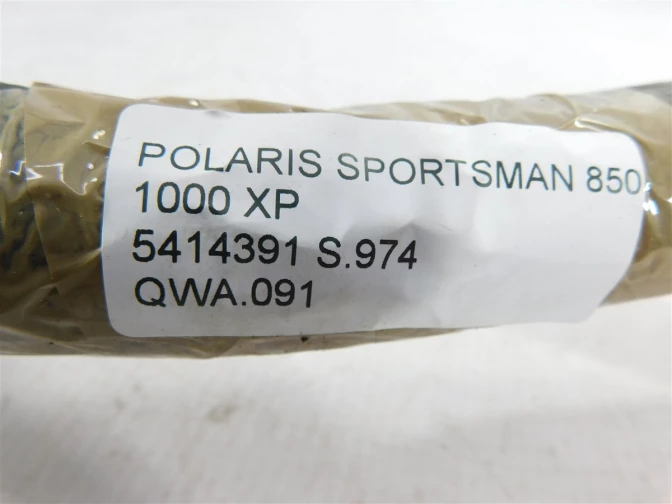 POLARIS SPORTSMAN 850
1000 XP
5414391 S.974
QWA.091